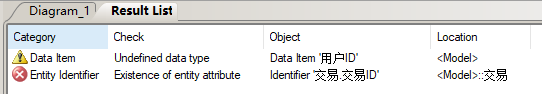 Diagram_1 Result List
Category Check Object Location
Data Item Undefined data type Data Item '用户ID' <Model>
Entity Identifier Existence of entity attribute Identifier '交易.交易ID' <Model>::交易